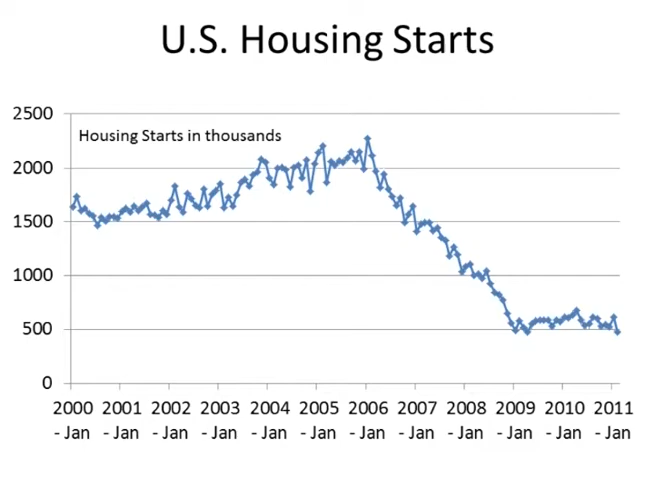 U.S. Housing Starts
2500
Housing Starts in thousands
2000
1500
1000
500
0
2000 2001 2002 2003 2004 2005 2006 2007 2008 2009 2010 2011
- Jan - Jan - Jan - Jan - Jan - Jan - Jan - Jan - Jan - Jan - Jan - Jan